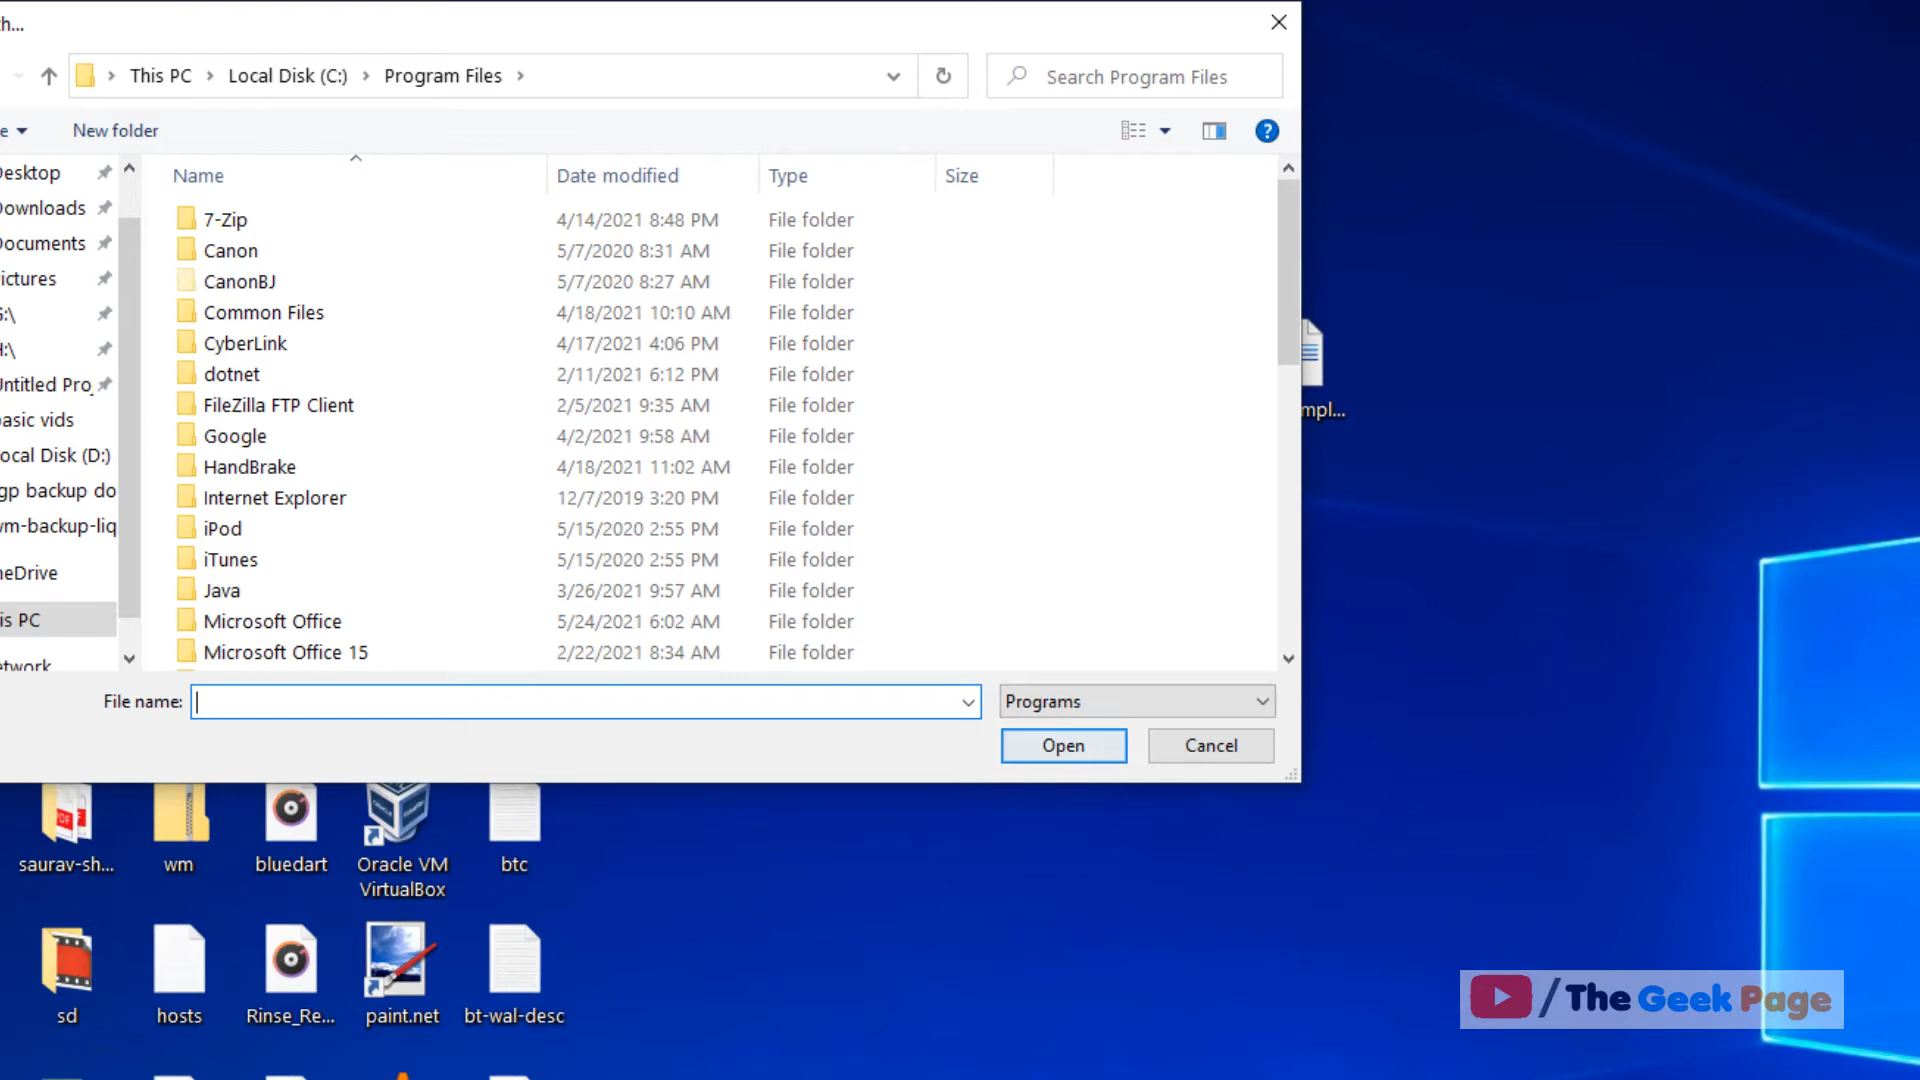 th...
This PC > Local Disk (C:) > Program Files >
Search Program Files
e
New folder
Name Date modified Type Size
7-Zip 4/14/2021 8:48 PM File folder
Canon 5/7/2020 8:31 AM File folder
CanonBJ 5/7/2020 8:27 AM File folder
Common Files 4/18/2021 10:10 AM File folder
CyberLink 4/17/2021 4:06 PM File folder
dotnet 2/11/2021 6:12 PM File folder
FileZilla FTP Client 2/5/2021 9:35 AM File folder
Google 4/2/2021 9:58 AM File folder
HandBrake 4/18/2021 11:02 AM File folder
Internet Explorer 12/7/2019 3:20 PM File folder
iPod 5/15/2020 2:55 PM File folder
iTunes 5/15/2020 2:55 PM File folder
Java 3/26/2021 9:57 AM File folder
Microsoft Office 5/24/2021 6:02 AM File folder
Microsoft Office 15 2/22/2021 8:34 AM File folder
Desktop
Downloads
Documents
ictures
G:\
H:\
Untitled Pro
basic vids
ocal Disk (D:)
gp backup do
wm-backup-liq
neDrive
is PC
etwork
File name:
Programs
Open
Cancel
mpl...
saurav-sh...
wm
bluedart
Oracle VM
VirtualBox
btc
sd
hosts
Rinse_Re...
paint.net
bt-wal-desc
/The Geek Page